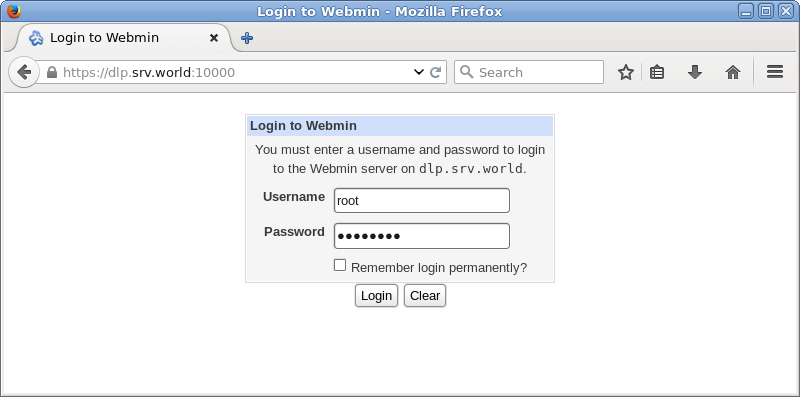 Login to Webmin - Mozilla Firefox
Login to Webmin
https://dlp.srv.world:10000
Search
Login to Webmin
You must enter a username and password to login
to the Webmin server on dlp.srv.world.
Username root
Password ●●●●●●●●
Remember login permanently?
Login Clear